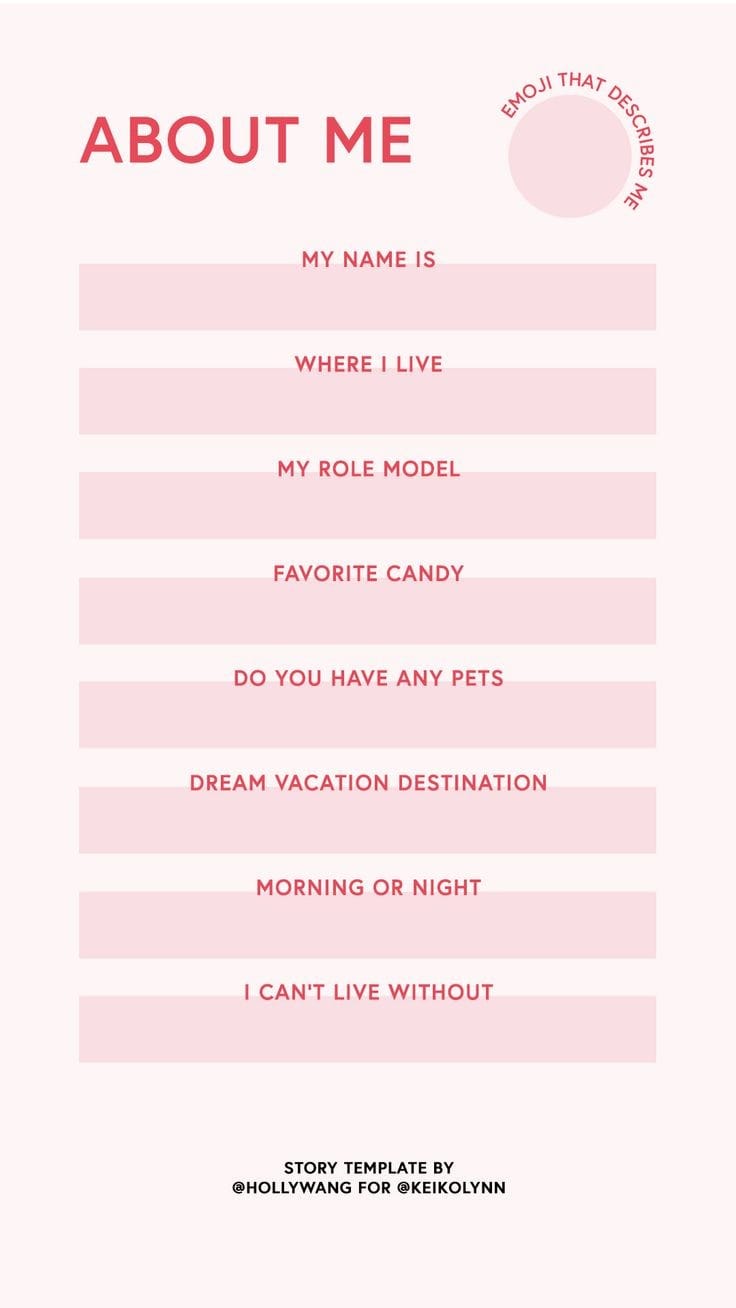 ABOUT ME
EMOJI THAT DESCRIBES ME
MY NAME IS
WHERE I LIVE
MY ROLE MODEL
FAVORITE CANDY
DO YOU HAVE ANY PETS
DREAM VACATION DESTINATION
MORNING OR NIGHT
I CAN'T LIVE WITHOUT
STORY TEMPLATE BY
@HOLLYWANG FOR @KEIKOLYNN